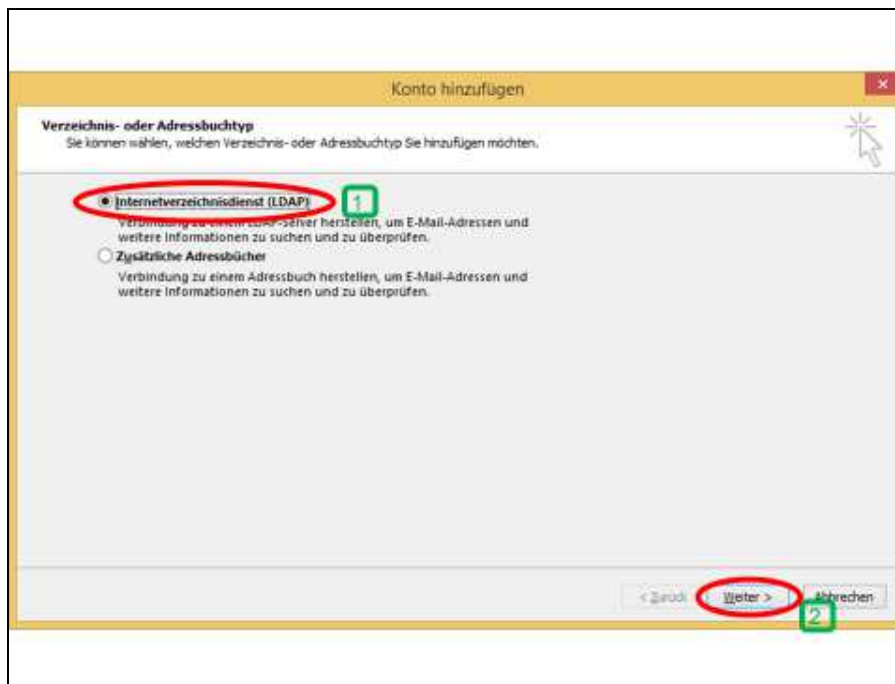 Konto hinzufügen
Verzeichnis- oder Adressbuchtyp
Sie können wählen, welchen Verzeichnis- oder Adressbuchtyp Sie hinzufügen möchten.
Internetverzeichnisdienst (LDAP)
1
Verbindung zu einem LDAP-Server herstellen, um E-Mail-Adressen und
weitere Informationen zu suchen und zu überprüfen.
Zusätzliche Adressbücher
Verbindung zu einem Adressbuch herstellen, um E-Mail-Adressen und
weitere Informationen zu suchen und zu überprüfen.
< Zurück Weiter > Abbrechen
2